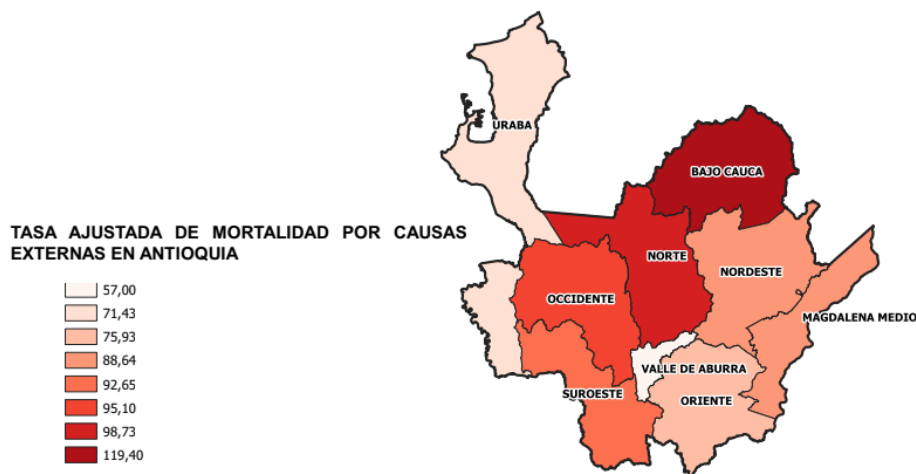 URABA
BAJO CAUCA
TASA AJUSTADA DE MORTALIDAD POR CAUSAS
EXTERNAS EN ANTIOQUIA
NORTE
NORDESTE
OCCIDENTE
MAGDALENA MEDIO
VALLE DE ABURRA
SUROESTE
ORIENTE
57,00
71,43
75,93
88,64
92,65
95,10
98,73
119,40